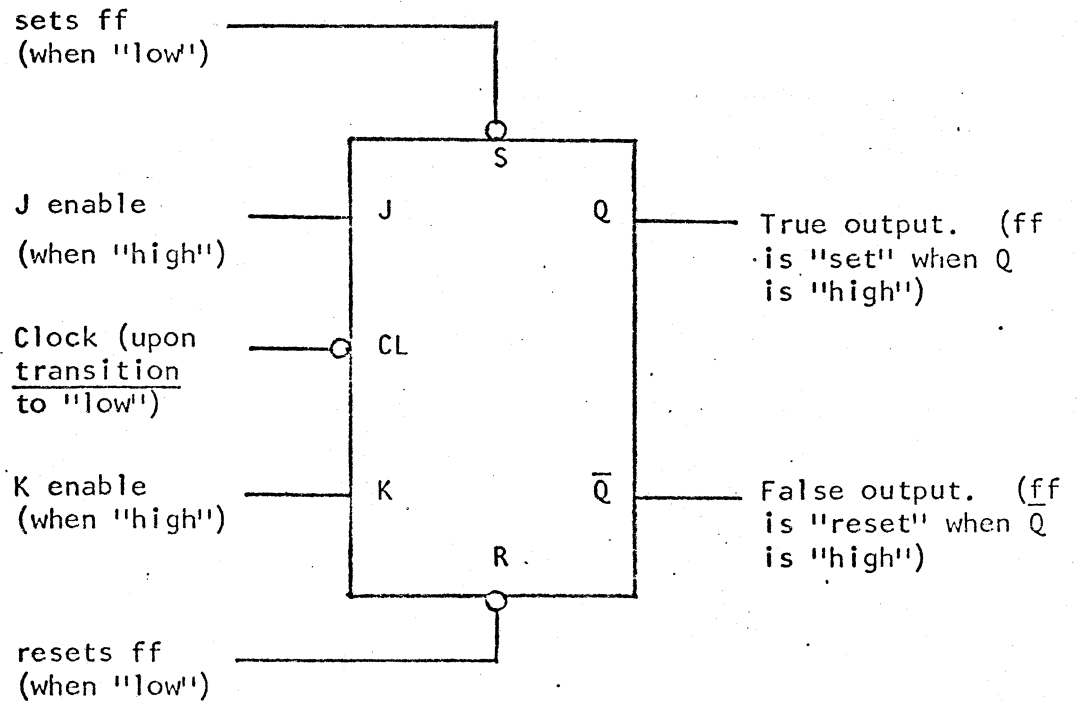 sets ff
(when "low")
S
J enable
(when "high")
J
Q
True output. (ff
is "set" when Q
is "high")
Clock (upon
transition
to "low")
CL
K enable
(when "high")
K
Q̅
False output. (ff
is "reset" when Q̅
is "high")
R
resets ff
(when "low")